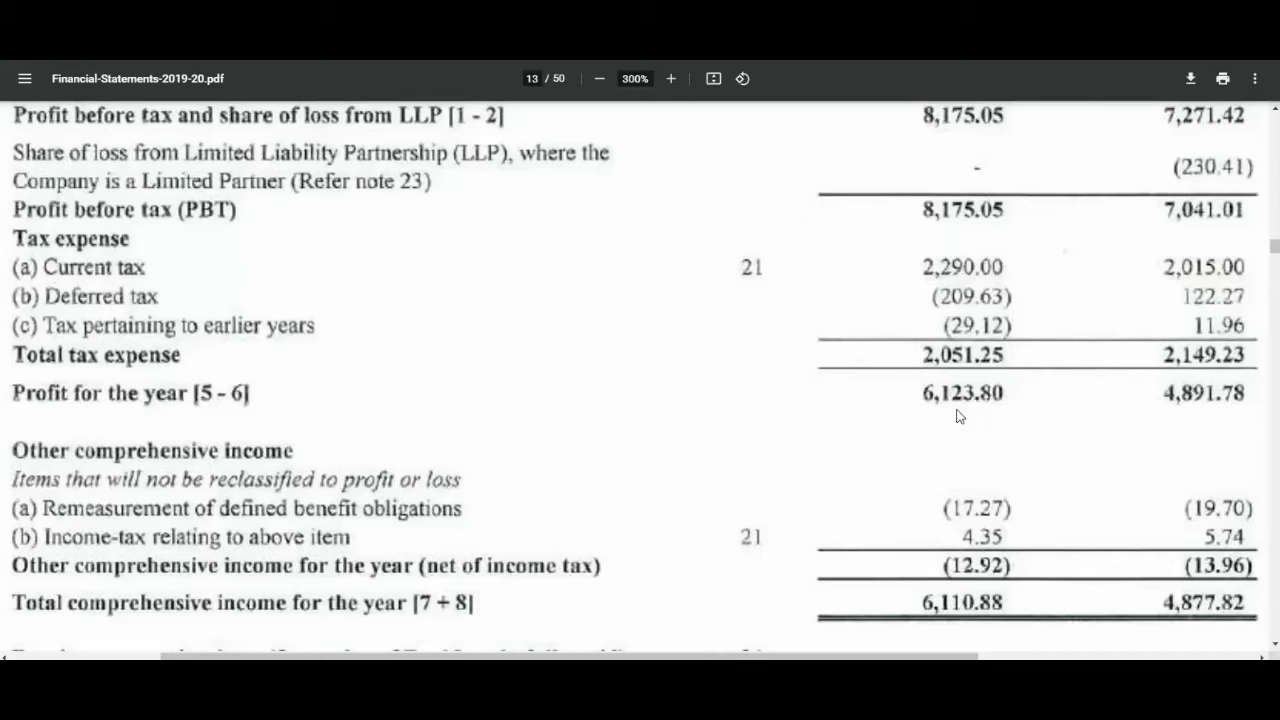 Financial-Statements-2019-20.pdf 13 / 50 300%
Profit before tax and share of loss from LLP [1 - 2] 8,175.05 7,271.42
Share of loss from Limited Liability Partnership (LLP), where the
Company is a Limited Partner (Refer note 23) - (230.41)
Profit before tax (PBT) 8,175.05 7,041.01
Tax expense
(a) Current tax 21 2,290.00 2,015.00
(b) Deferred tax (209.63) 122.27
(c) Tax pertaining to earlier years (29.12) 11.96
Total tax expense 2,051.25 2,149.23
Profit for the year [5 - 6] 6,123.80 4,891.78
Other comprehensive income
Items that will not be reclassified to profit or loss
(a) Remeasurement of defined benefit obligations (17.27) (19.70)
(b) Income-tax relating to above item 21 4.35 5.74
Other comprehensive income for the year (net of income tax) (12.92) (13.96)
Total comprehensive income for the year [7 + 8] 6,110.88 4,877.82